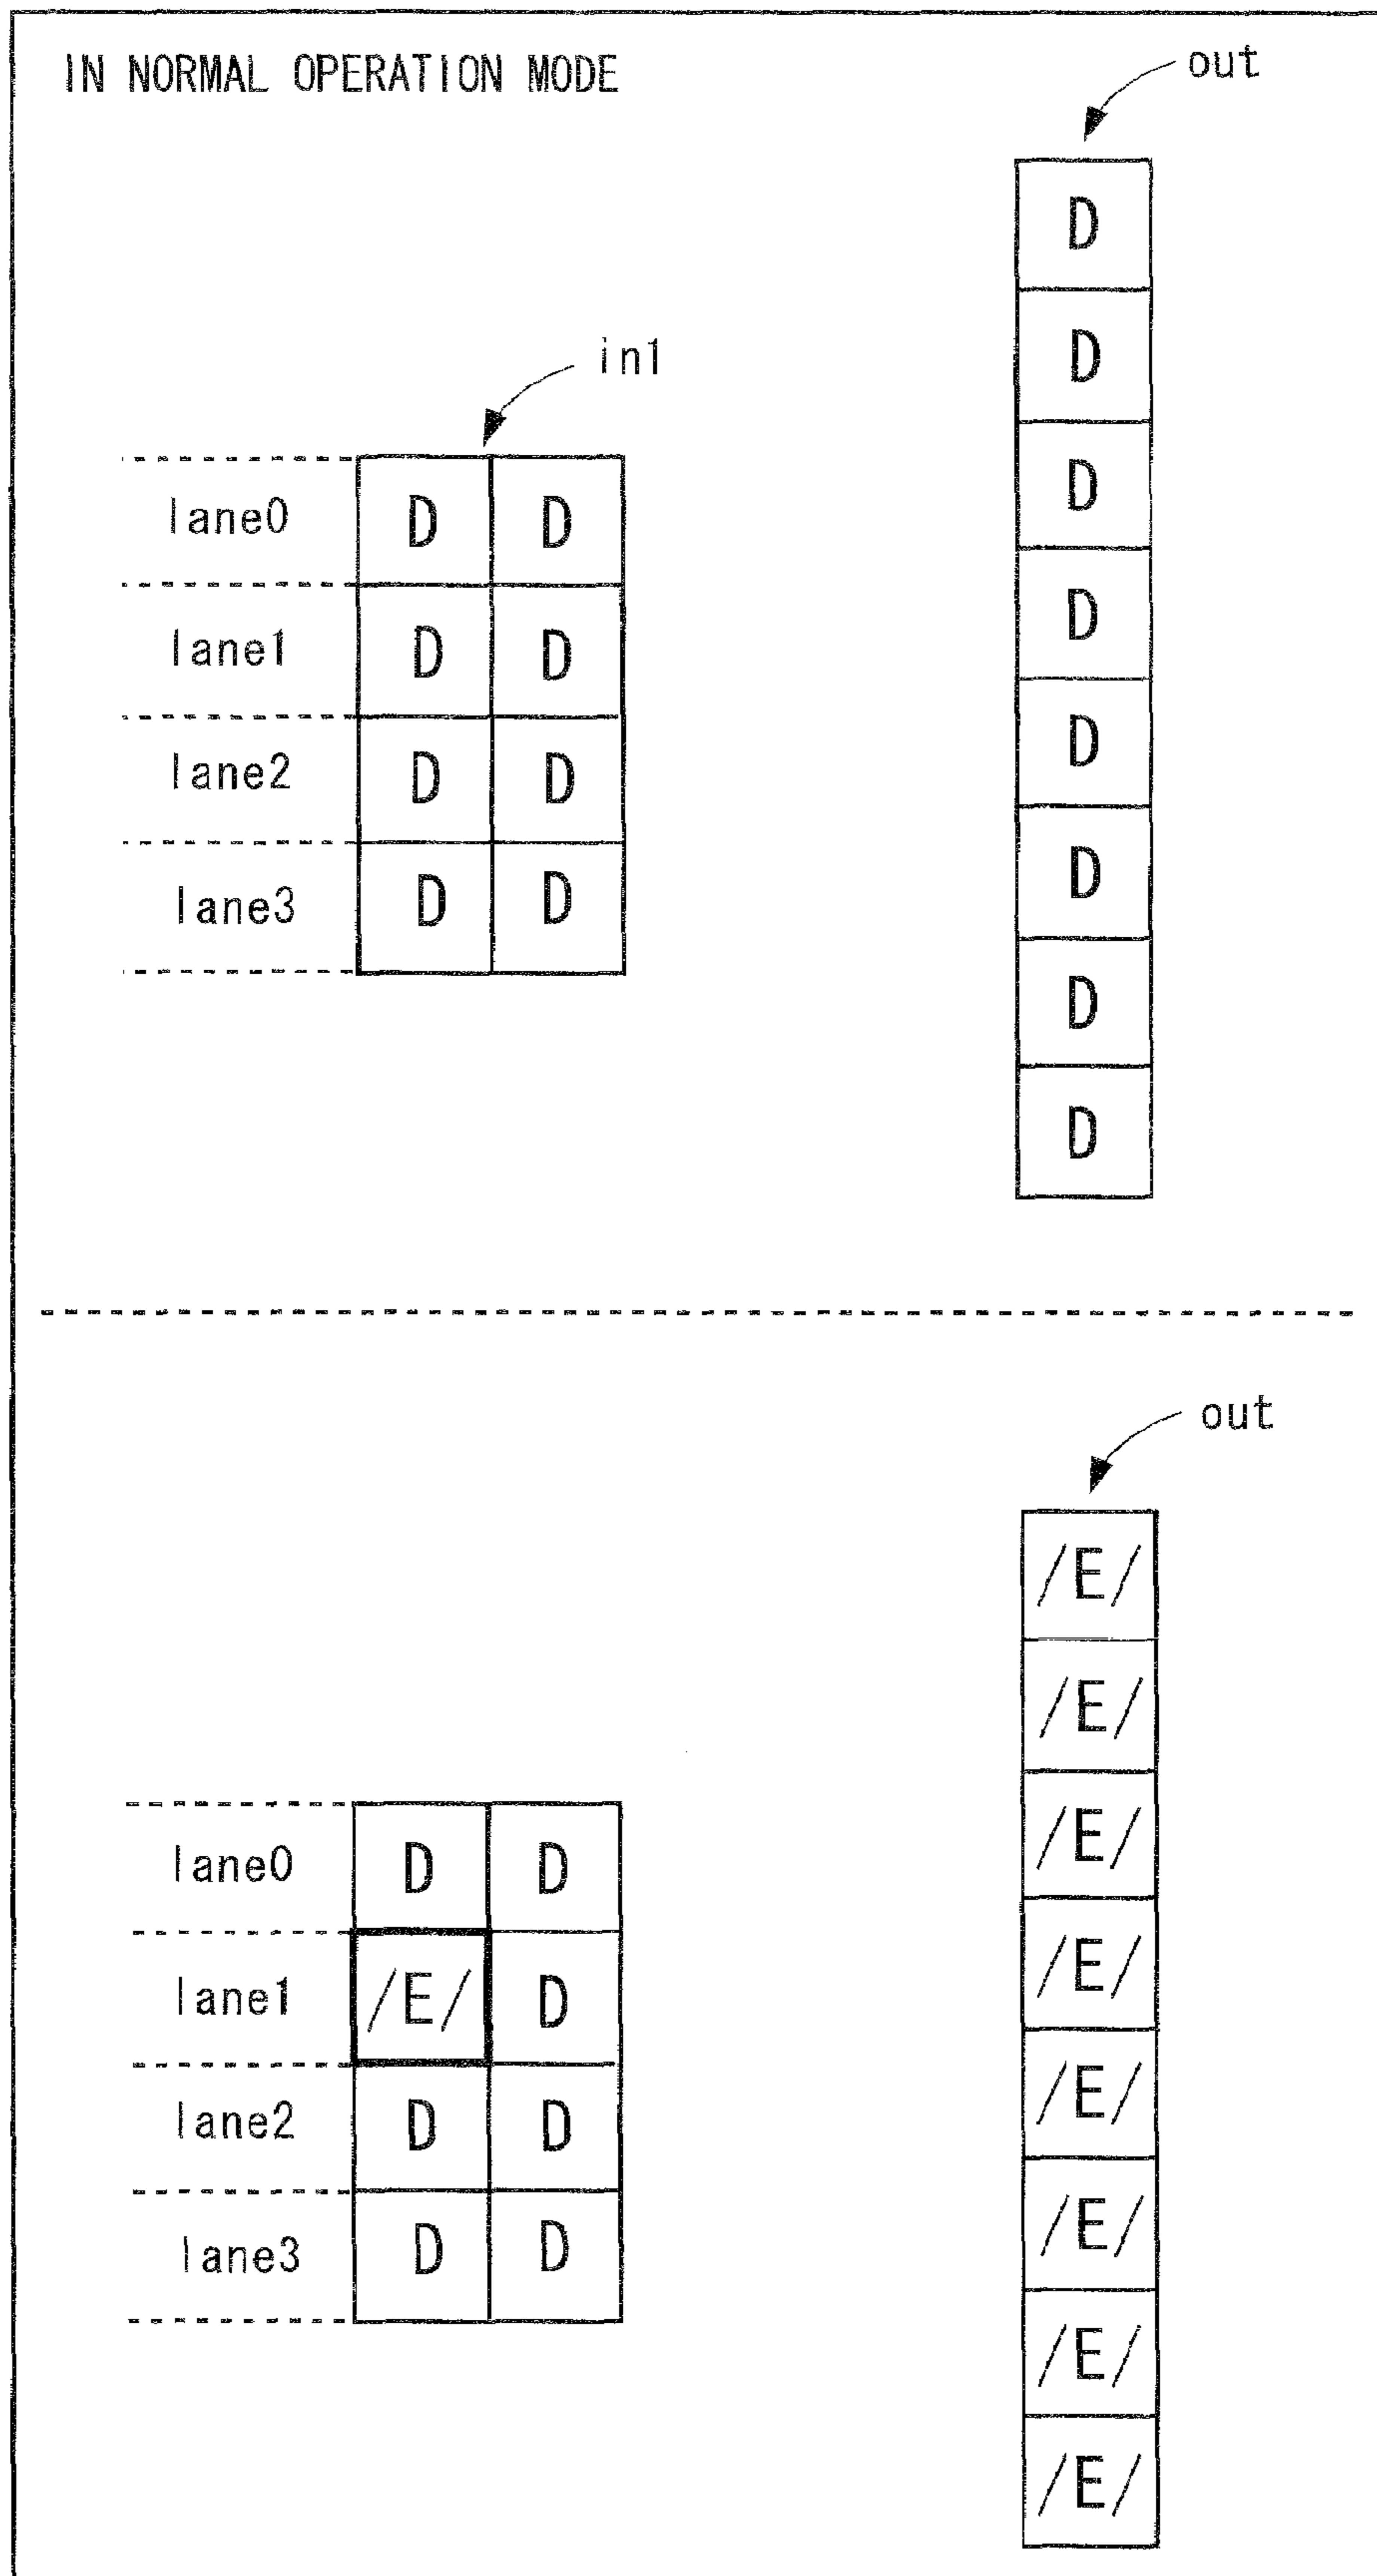 IN NORMAL OPERATION MODE
out
D
D
in1
D
lane0 D D
D
lane1 D D
D
lane2 D D
D
lane3 D D
D
D
out
/E/
/E/
/E/
lane0 D D
/E/
lane1 /E/ D
/E/
lane2 D D
/E/
lane3 D D
/E/
/E/